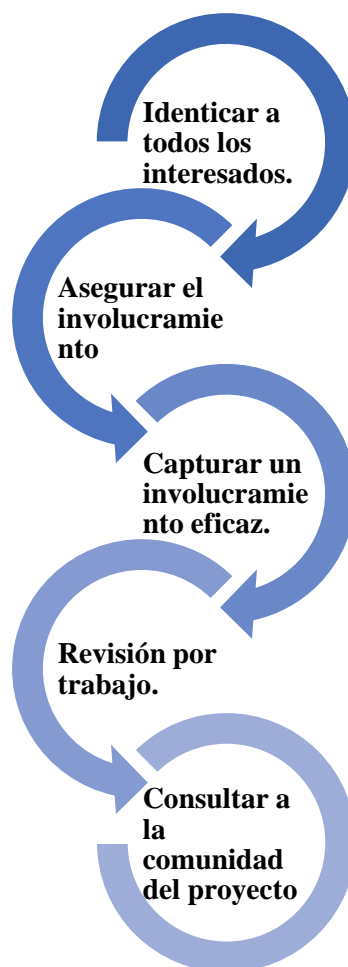 Identicar a
todos los
interesados.
Asegurar el
involucramie
nto
Capturar un
involucramie
nto eficaz.
Revisión por
trabajo.
Consultar a
la
comunidad
del proyecto